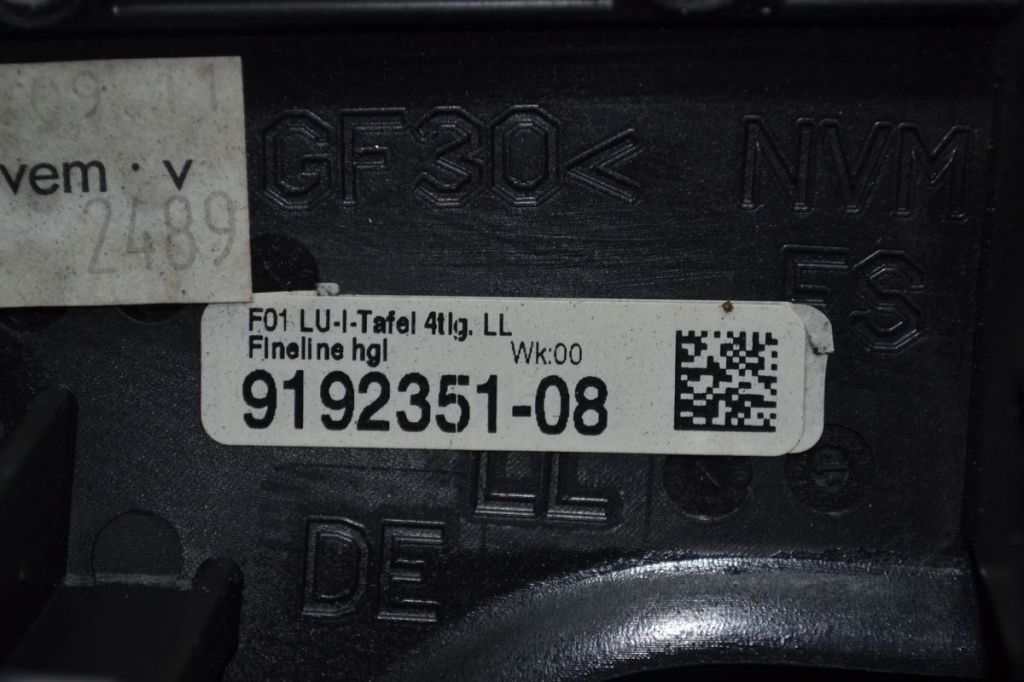 09 11
GF30< NVM
vem · v
2489
FS
F01 LU-I-Tafel 4tlg. LL
Fineline hgl
Wk:00
9192351-08
LL
DE